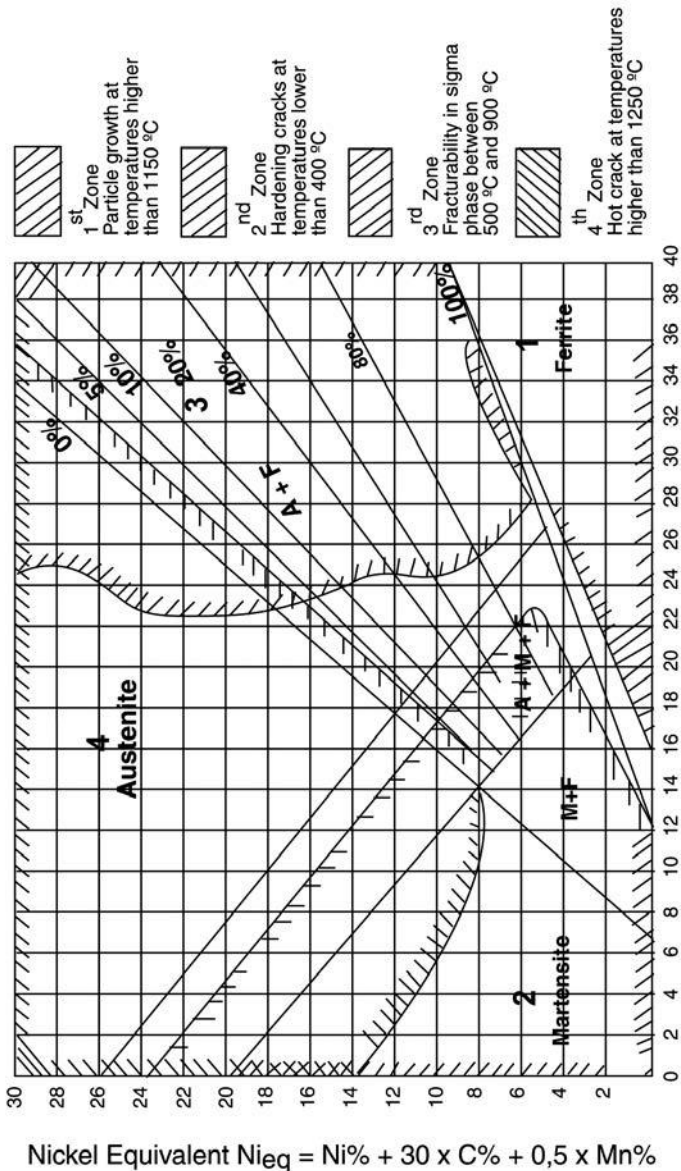 1st Zone
Particle growth at
temperatures higher
than 1150 ºC
2nd Zone
Hardening cracks at
temperatures lower
than 400 ºC
3rd Zone
Fracturability in sigma
phase between
500 ºC and 900 ºC
4th Zone
Hot crack at temperatures
higher than 1250 ºC
30
28
26
24
22
20
18
16
14
12
10
8
6
4
2
0
0
2
4
6
8
10
12
14
16
18
20
22
24
26
28
30
32
34
36
38
40
0%
5%
10%
20%
40%
80%
100%
4
Austenite
3
A + F
A + M + F
M+F
2
Martensite
1
Ferrite
Nickel Equivalent Nieq = Ni% + 30 x C% + 0,5 x Mn%